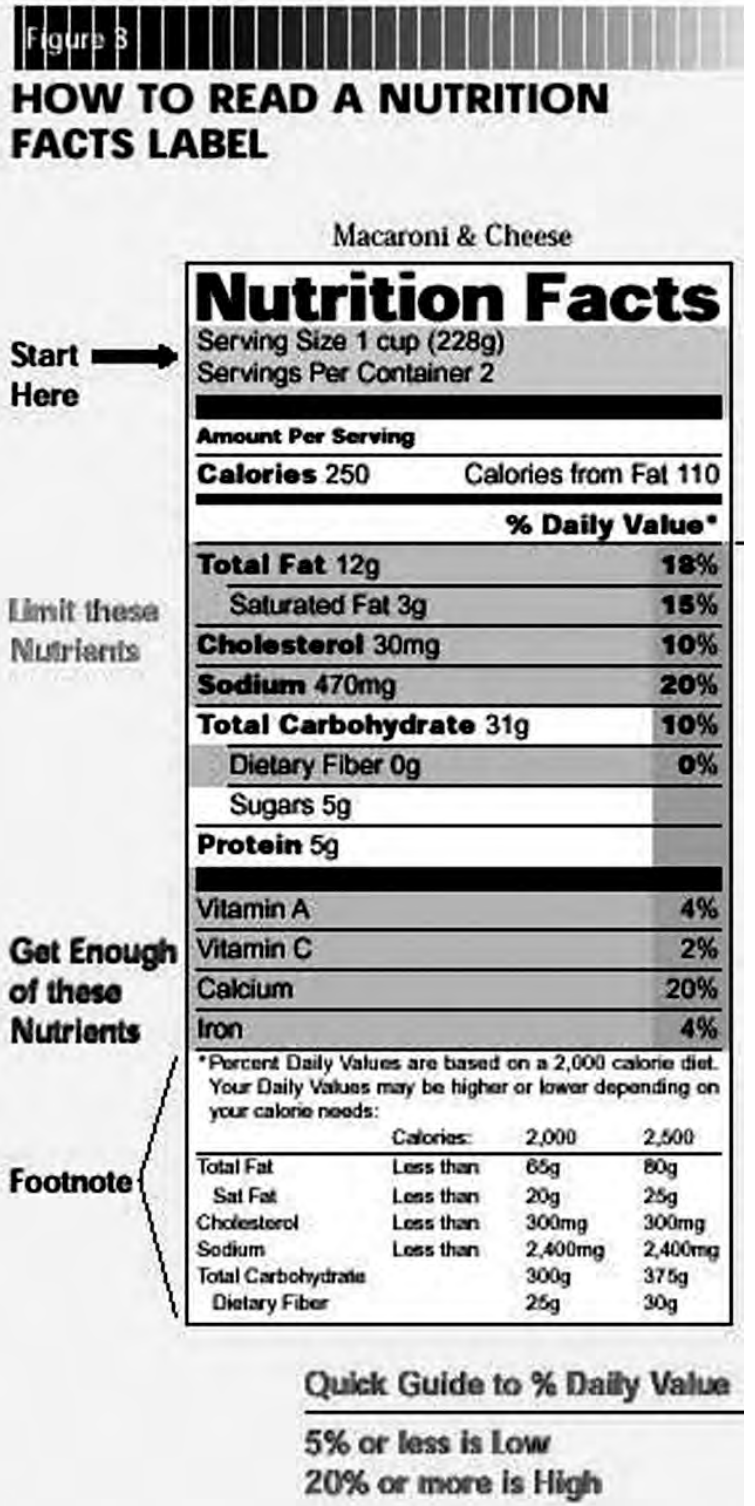 Figure 3
HOW TO READ A NUTRITION
FACTS LABEL
Macaroni & Cheese
Nutrition Facts
Start
Here
Serving Size 1 cup (228g)
Servings Per Container 2
Amount Per Serving
Calories 250 Calories from Fat 110
% Daily Value*
Limit these
Nutrients
Total Fat 12g 18%
Saturated Fat 3g 15%
Cholesterol 30mg 10%
Sodium 470mg 20%
Total Carbohydrate 31g 10%
Dietary Fiber 0g 0%
Sugars 5g
Protein 5g
Get Enough
of these
Nutrients
Vitamin A 4%
Vitamin C 2%
Calcium 20%
Iron 4%
Footnote
*Percent Daily Values are based on a 2,000 calorie diet.
Your Daily Values may be higher or lower depending on
your calorie needs:
Calories: 2,000 2,500
Total Fat Less than 65g 80g
Sat Fat Less than 20g 25g
Cholesterol Less than 300mg 300mg
Sodium Less than 2,400mg 2,400mg
Total Carbohydrate 300g 375g
Dietary Fiber 25g 30g
Quick Guide to % Daily Value
5% or less is Low
20% or more is High